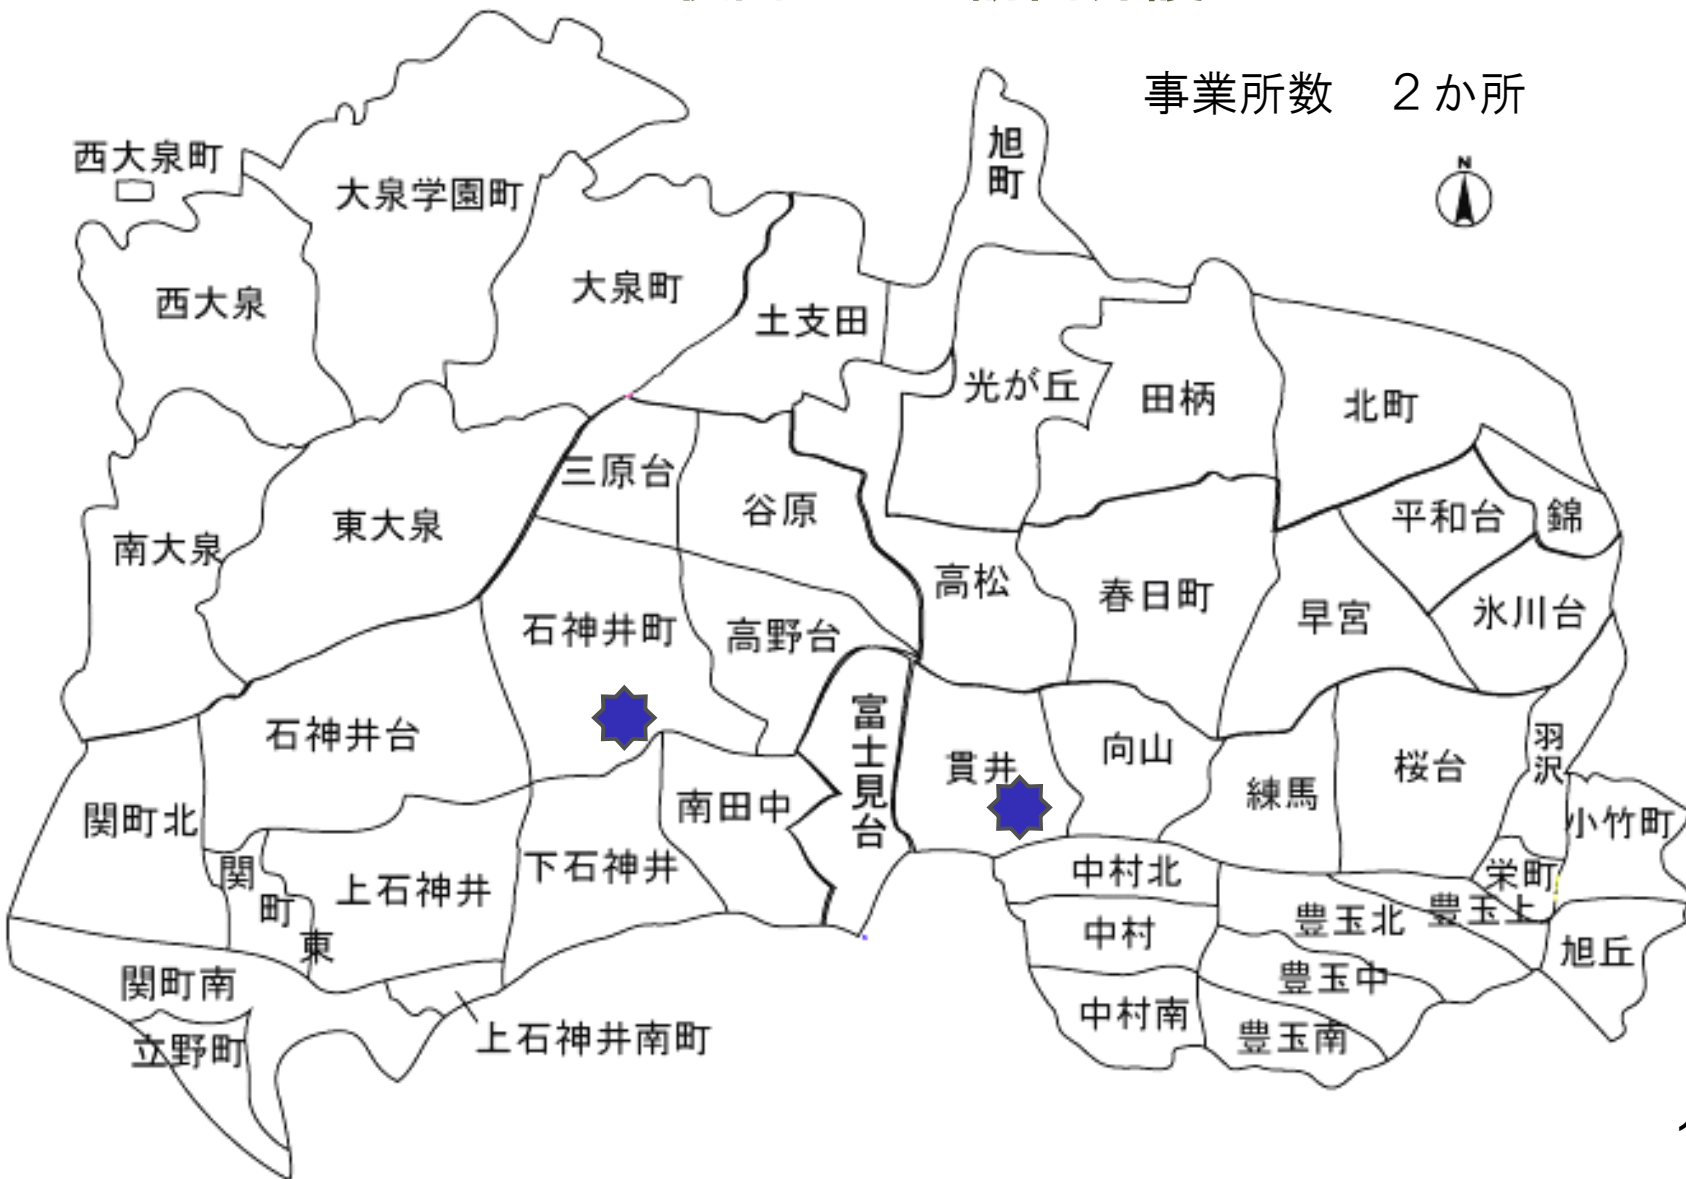 事業所数　２か所
N
旭町
西大泉町
大泉学園町
西大泉
大泉町
土支田
光が丘
田柄
北町
三原台
谷原
平和台
錦
南大泉
東大泉
高松
春日町
早宮
氷川台
石神井町
高野台
石神井台
富士見台
貫井
向山
練馬
桜台
羽沢
関町北
南田中
小竹町
関町東
上石神井
下石神井
中村北
栄町
豊玉北
豊玉上
中村
旭丘
関町南
豊玉中
中村南
立野町
上石神井南町
豊玉南